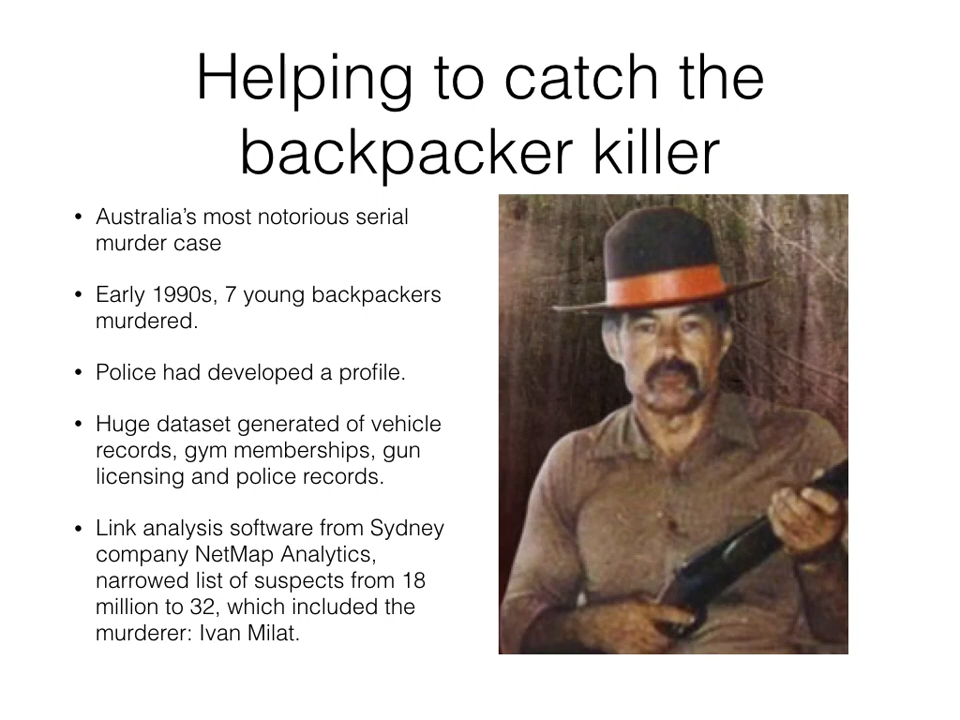 Helping to catch the
backpacker killer
• Australia’s most notorious serial
murder case
• Early 1990s, 7 young backpackers
murdered.
• Police had developed a profile.
• Huge dataset generated of vehicle
records, gym memberships, gun
licensing and police records.
• Link analysis software from Sydney
company NetMap Analytics,
narrowed list of suspects from 18
million to 32, which included the
murderer: Ivan Milat.